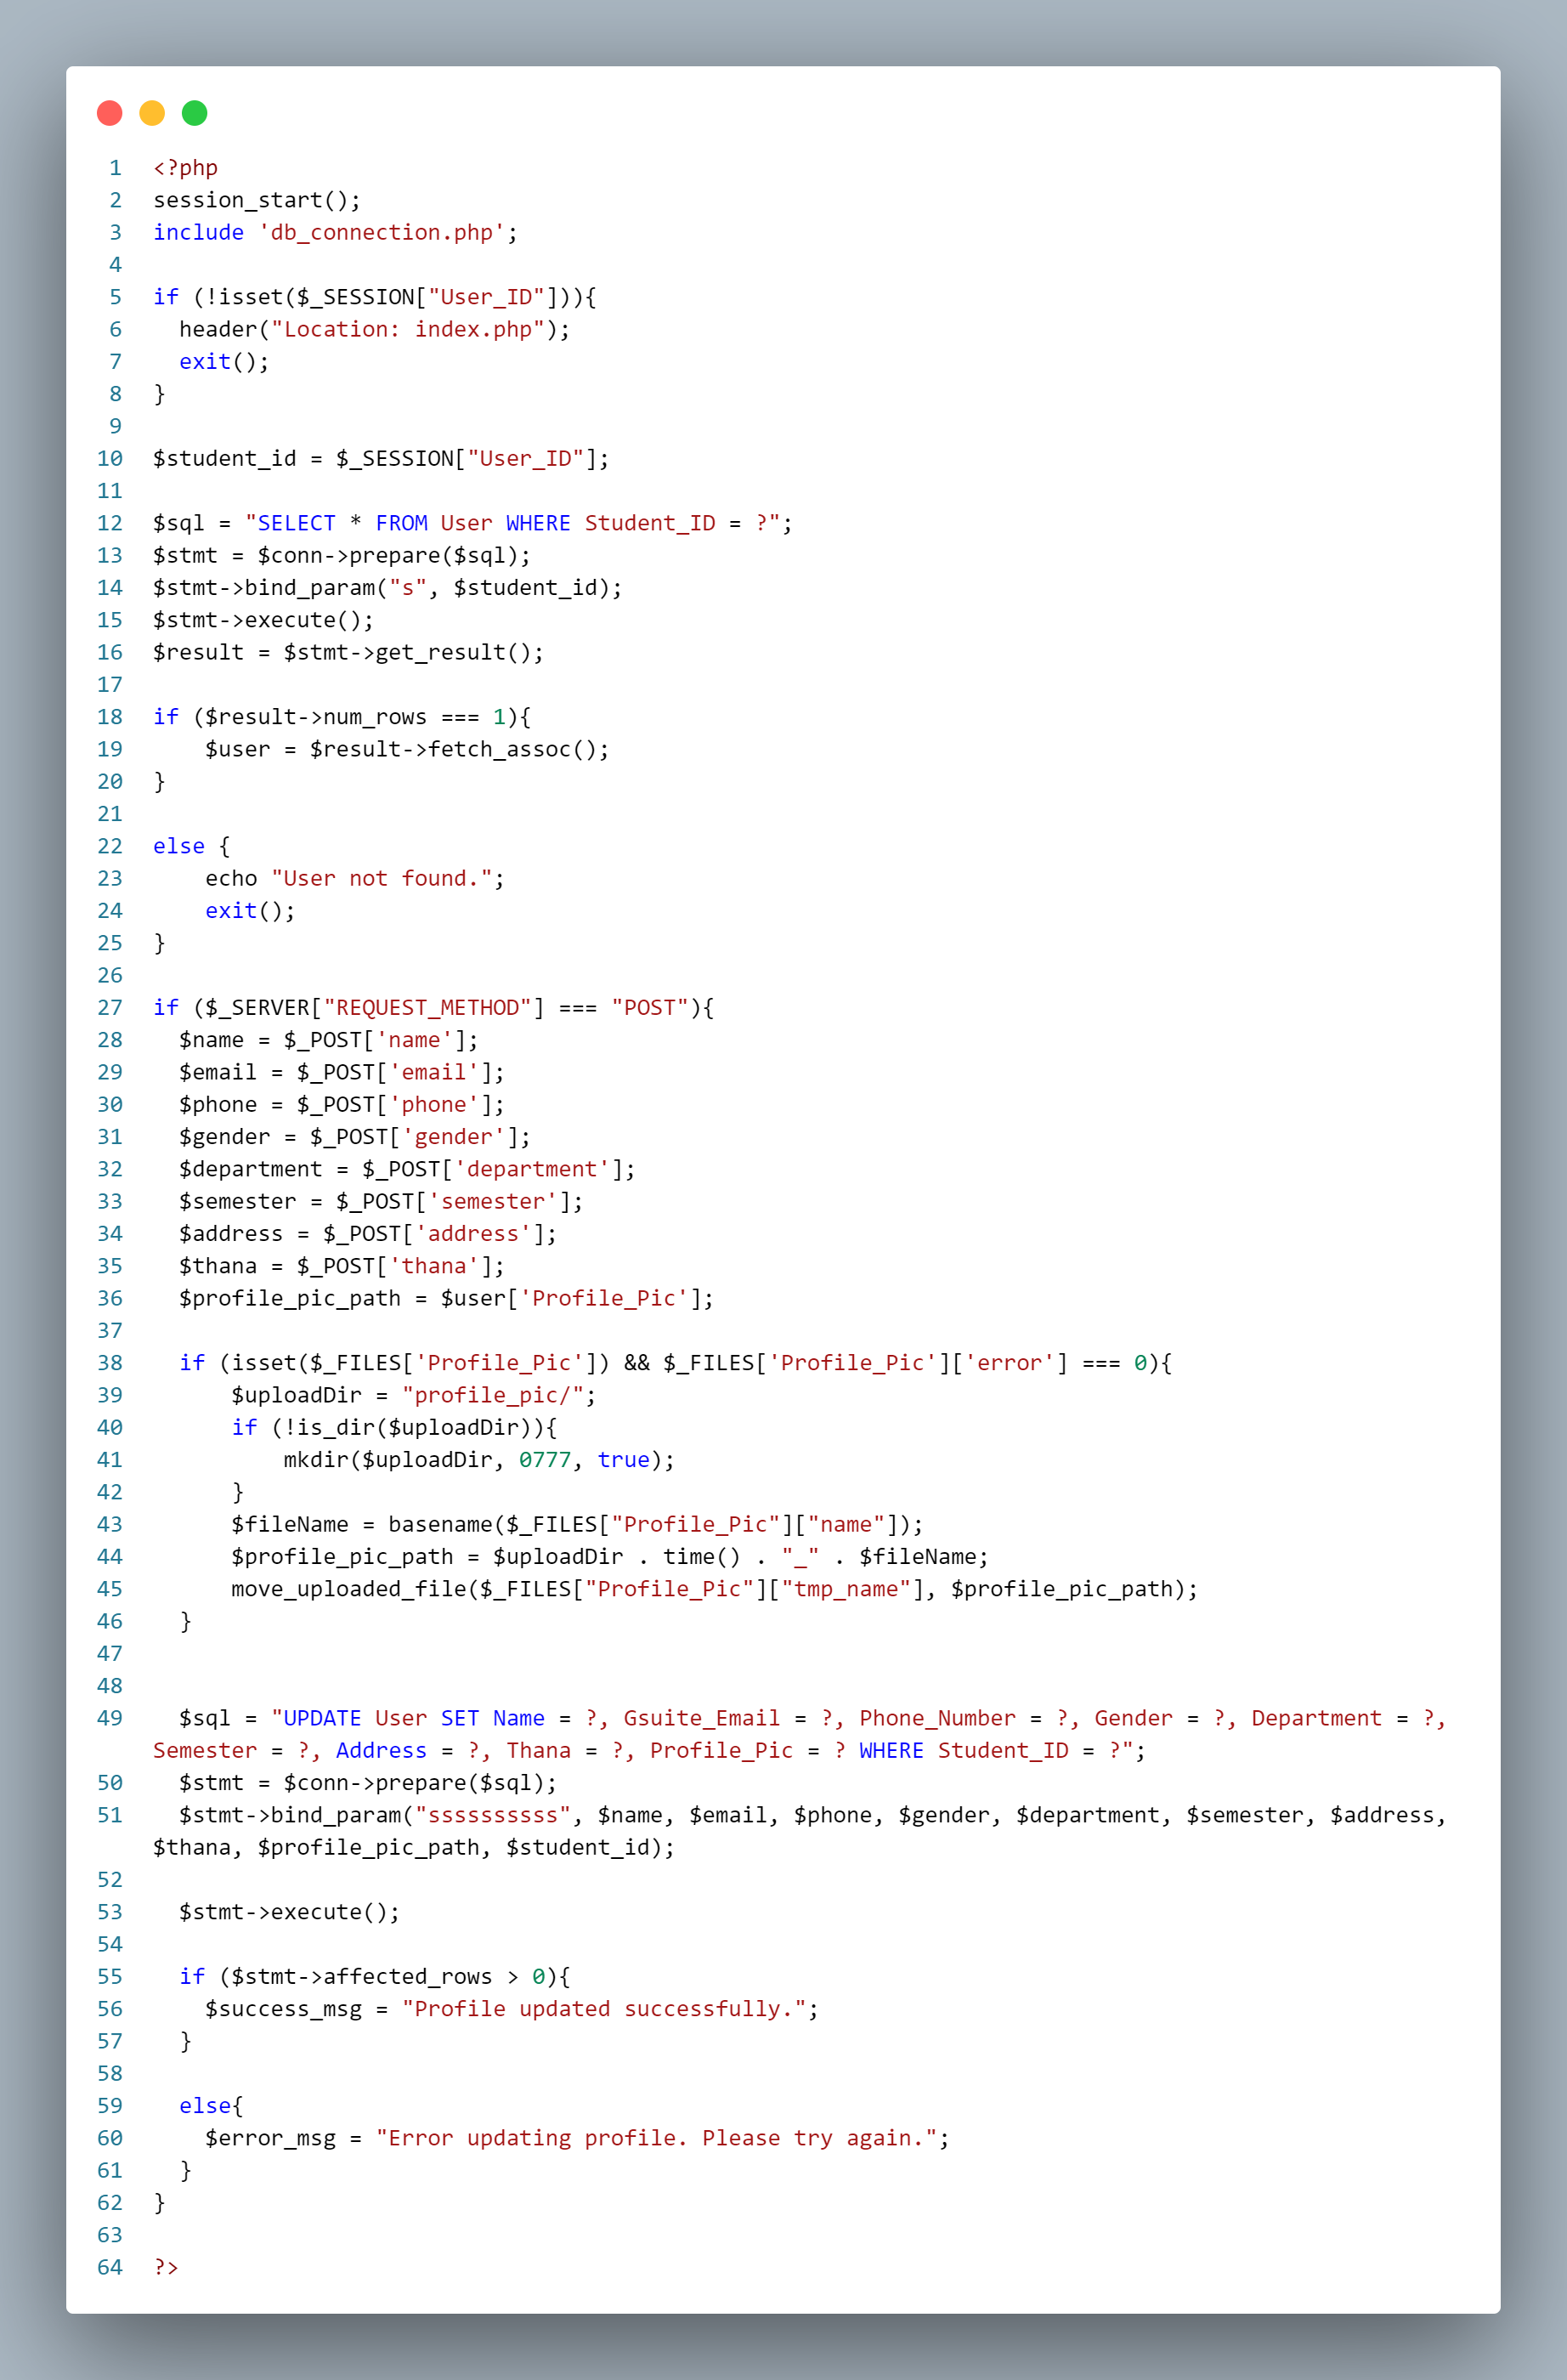 1 <?php
2 session_start();
3 include 'db_connection.php';
4
5 if (!isset($_SESSION["User_ID"])){
6   header("Location: index.php");
7   exit();
8 }
9
10 $student_id = $_SESSION["User_ID"];
11
12 $sql = "SELECT * FROM User WHERE Student_ID = ?";
13 $stmt = $conn->prepare($sql);
14 $stmt->bind_param("s", $student_id);
15 $stmt->execute();
16 $result = $stmt->get_result();
17
18 if ($result->num_rows === 1){
19     $user = $result->fetch_assoc();
20 }
21
22 else {
23     echo "User not found.";
24     exit();
25 }
26
27 if ($_SERVER["REQUEST_METHOD"] === "POST"){
28   $name = $_POST['name'];
29   $email = $_POST['email'];
30   $phone = $_POST['phone'];
31   $gender = $_POST['gender'];
32   $department = $_POST['department'];
33   $semester = $_POST['semester'];
34   $address = $_POST['address'];
35   $thana = $_POST['thana'];
36   $profile_pic_path = $user['Profile_Pic'];
37
38   if (isset($_FILES['Profile_Pic']) && $_FILES['Profile_Pic']['error'] === 0){
39       $uploadDir = "profile_pic/";
40       if (!is_dir($uploadDir)){
41           mkdir($uploadDir, 0777, true);
42       }
43       $fileName = basename($_FILES["Profile_Pic"]["name"]);
44       $profile_pic_path = $uploadDir . time() . "_" . $fileName;
45       move_uploaded_file($_FILES["Profile_Pic"]["tmp_name"], $profile_pic_path);
46   }
47
48
49   $sql = "UPDATE User SET Name = ?, Gsuite_Email = ?, Phone_Number = ?, Gender = ?, Department = ?,
Semester = ?, Address = ?, Thana = ?, Profile_Pic = ? WHERE Student_ID = ?";
50   $stmt = $conn->prepare($sql);
51   $stmt->bind_param("ssssssssss", $name, $email, $phone, $gender, $department, $semester, $address,
$thana, $profile_pic_path, $student_id);
52
53   $stmt->execute();
54
55   if ($stmt->affected_rows > 0){
56     $success_msg = "Profile updated successfully.";
57   }
58
59   else{
60     $error_msg = "Error updating profile. Please try again.";
61   }
62 }
63
64 ?>